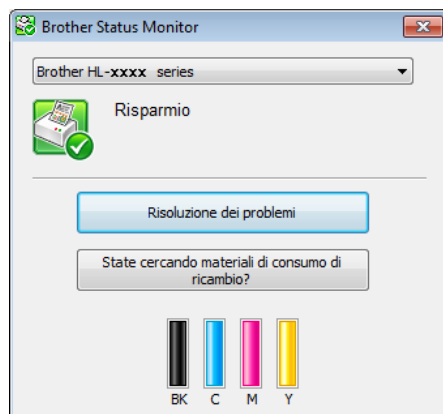 Brother Status Monitor
Brother HL-xxxx series
Risparmio
Risoluzione dei problemi
State cercando materiali di consumo di
ricambio?
BK C M Y